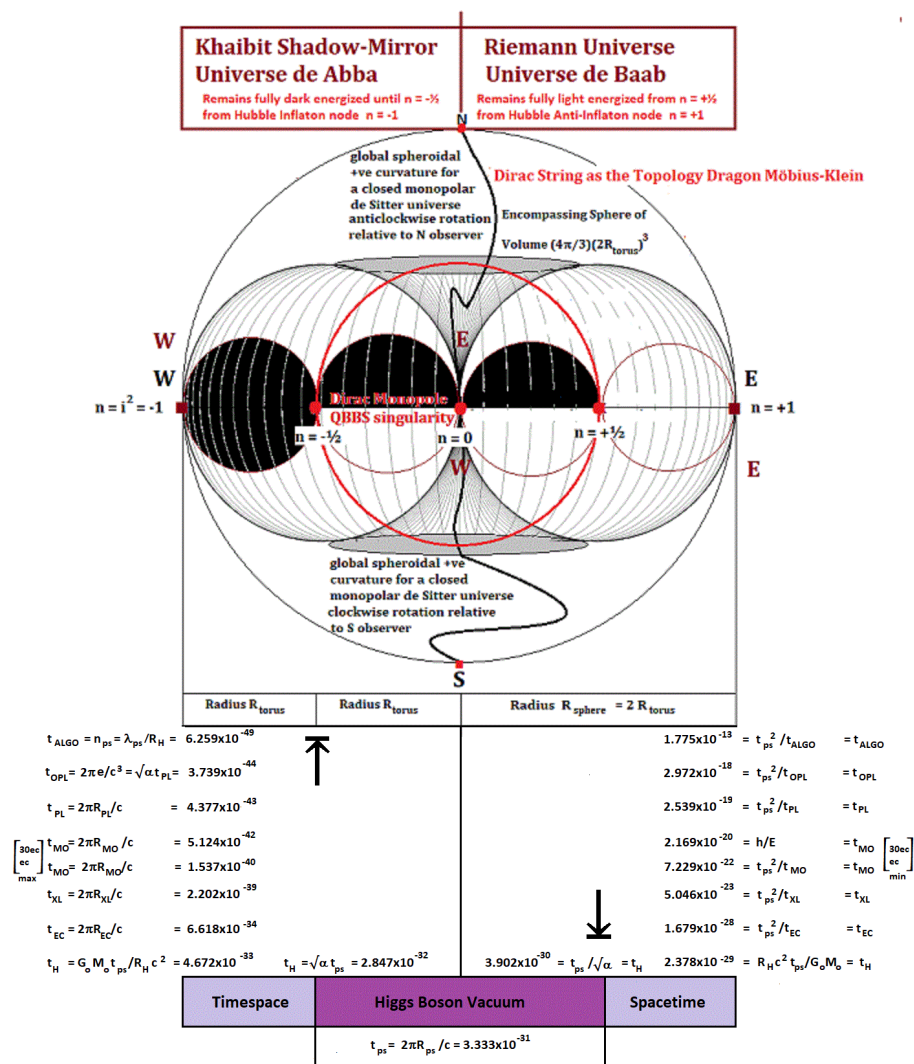 Khaibit Shadow-Mirror
Universe de Abba
Remains fully dark energized until n = -½
from Hubble Inflaton node n = -1
Riemann Universe
Universe de Baab
Remains fully light energized from n = +½
from Hubble Anti-Inflaton node n = +1
N
global spheroidal
+ve curvature for
a closed monopolar
de Sitter universe
anticlockwise rotation
relative to N observer
Dirac String as the Topology Dragon Möbius-Klein
Encompassing Sphere of
Volume (4π/3)(2R_torus)³
W
W
E
E
E
W
n = i² = -1
n = -½
Dirac Monopole
QBBS singularity
n = 0
n = +½
n = +1
global spheroidal +ve
curvature for a closed
monopolar de Sitter universe
clockwise rotation relative
to S observer
S
Radius R_torus
Radius R_torus
Radius R_sphere = 2 R_torus
t_ALGO = n_ps = λ_ps/R_H = 6.259x10⁻⁴⁹
t_OPL = 2πe/c³ = √α t_PL = 3.739x10⁻⁴⁴
t_PL = 2πR_PL/c = 4.377x10⁻⁴³
[30ec ec max]
t_MO = 2πR_MO/c = 5.124x10⁻⁴²
t_MO = 2πR_MO/c = 1.537x10⁻⁴⁰
t_XL = 2πR_XL/c = 2.202x10⁻³⁹
t_EC = 2πR_EC/c = 6.618x10⁻³⁴
t_H = G_o M_o t_ps/R_H c² = 4.672x10⁻³³
t_H = √α t_ps = 2.847x10⁻³²
3.902x10⁻³⁰ = t_ps/√α = t_H
1.775x10⁻¹³ = t_ps²/t_ALGO = t_ALGO
2.972x10⁻¹⁸ = t_ps²/t_OPL = t_OPL
2.539x10⁻¹⁹ = t_ps²/t_PL = t_PL
2.169x10⁻²⁰ = h/E = t_MO
7.229x10⁻²² = t_ps²/t_MO = t_MO
[30ec ec min]
5.046x10⁻²³ = t_ps²/t_XL = t_XL
1.679x10⁻²⁸ = t_ps²/t_EC = t_EC
2.378x10⁻²⁹ = R_H c² t_ps/G_o M_o = t_H
Timespace
Higgs Boson Vacuum
Spacetime
t_ps = 2πR_ps/c = 3.333x10⁻³¹